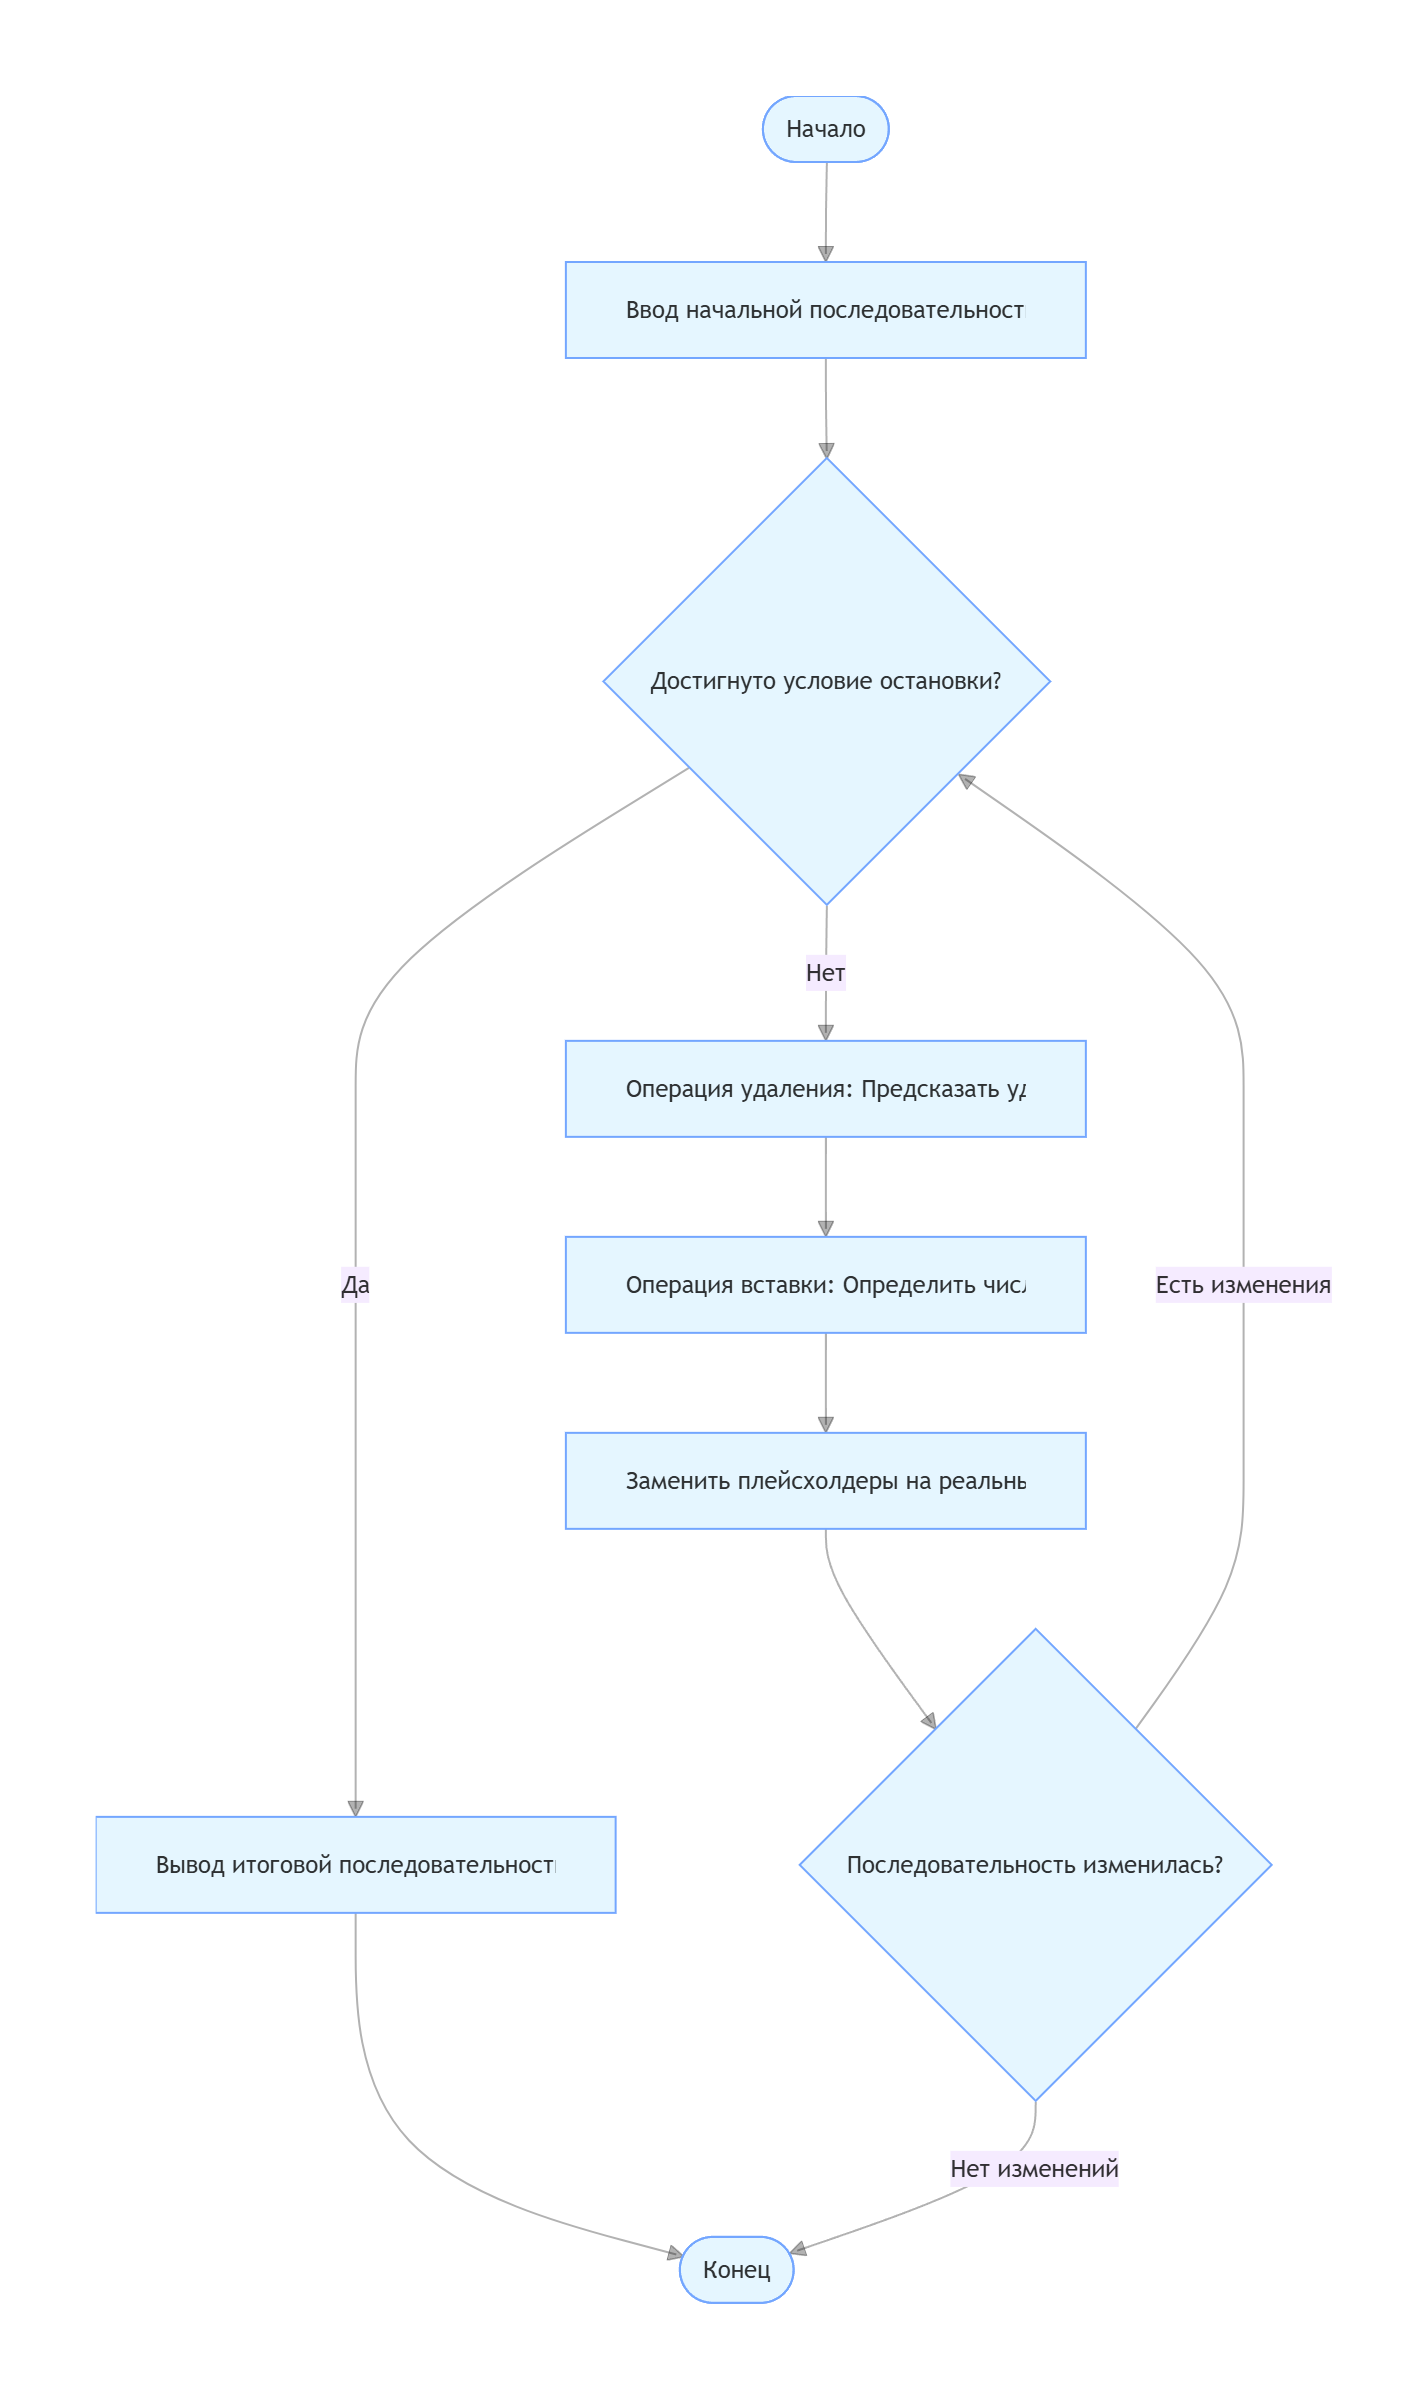 Начало
Ввод начальной последовательност
Достигнуто условие остановки?
Нет
Операция удаления: Предсказать уд
Да
Операция вставки: Определить числ
Есть изменения
Заменить плейсхолдеры на реальны
Вывод итоговой последовательност
Последовательность изменилась?
Нет изменений
Конец